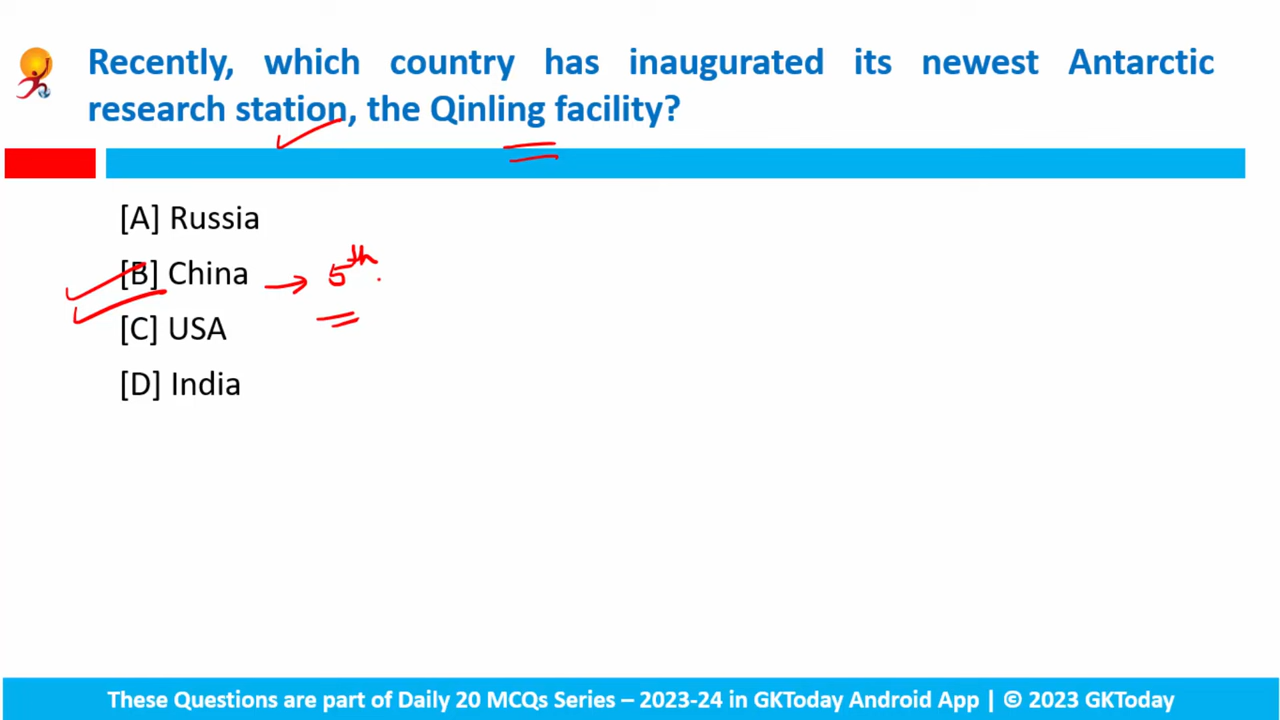 Recently, which country has inaugurated its newest Antarctic
research station, the Qinling facility?
[A] Russia
[B] China → 5th
[C] USA
[D] India
These Questions are part of Daily 20 MCQs Series – 2023-24 in GKToday Android App | © 2023 GKToday